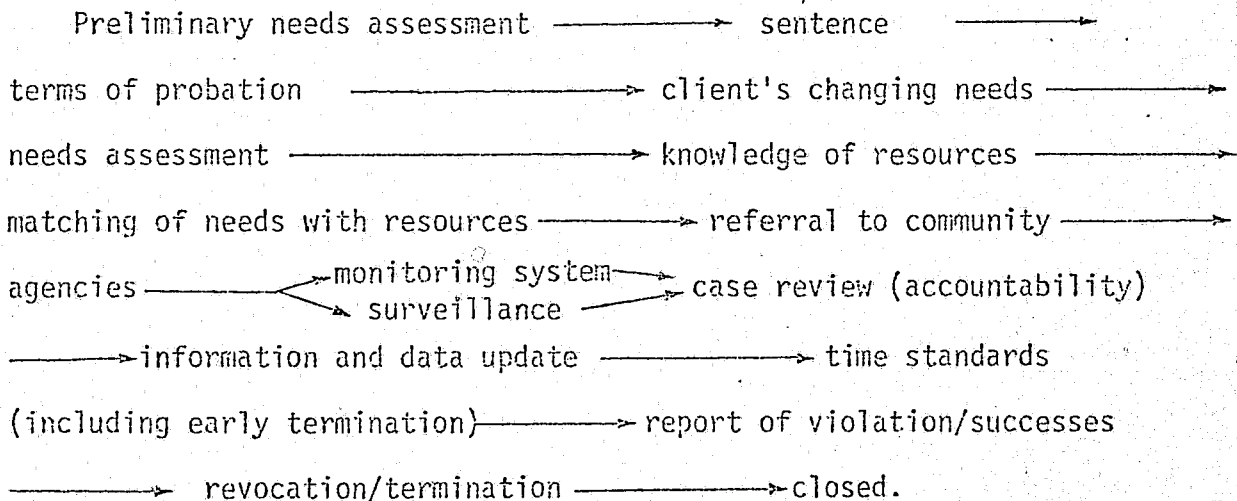 Preliminary needs assessment ⟶ sentence ⟶
terms of probation ⟶ client's changing needs ⟶
needs assessment ⟶ knowledge of resources ⟶
matching of needs with resources ⟶ referral to community ⟶
agencies ⟶ monitoring system ⟶ case review (accountability)
surveillance
⟶ information and data update ⟶ time standards
(including early termination) ⟶ report of violation/successes
⟶ revocation/termination ⟶ closed.